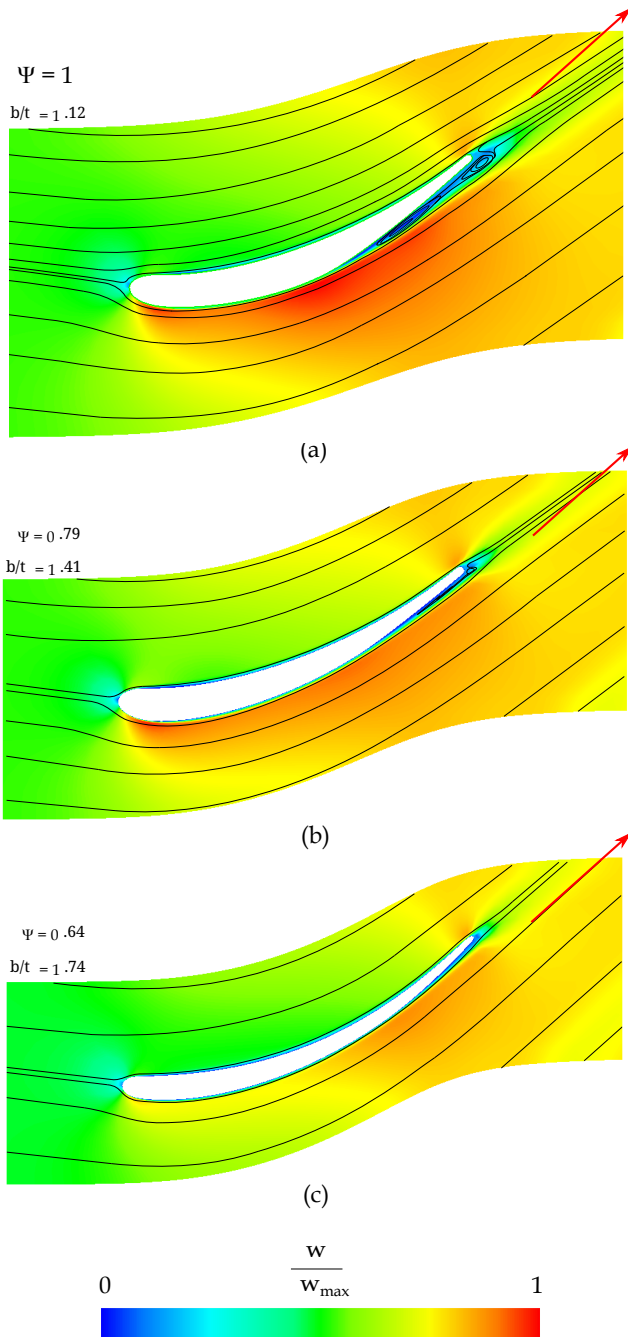 Ψ = 1
b/t = 1 .12
(a)
Ψ = 0 .79
b/t = 1 .41
(b)
Ψ = 0 .64
b/t = 1 .74
(c)
w
w_max
0 1